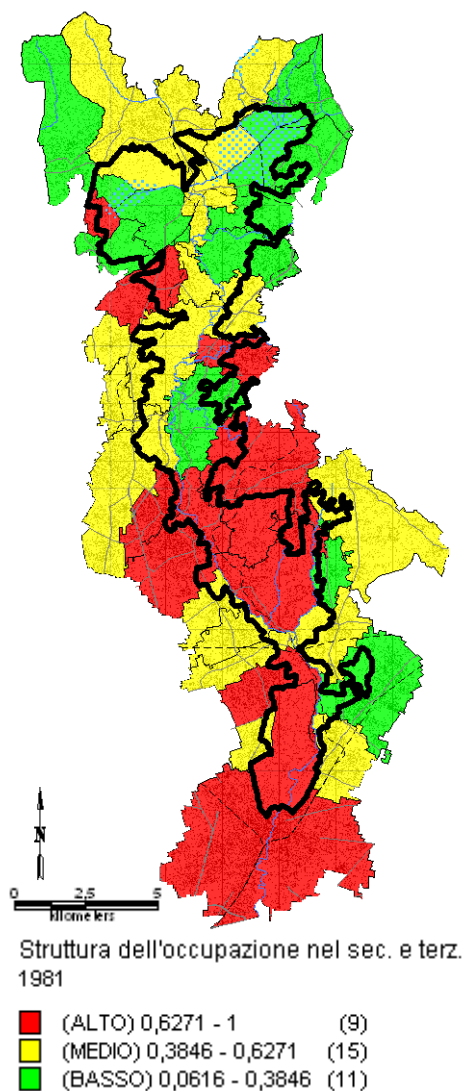 N
0 2,5 5
kilometers
Struttura dell'occupazione nel sec. e terz.
1981
(ALTO) 0,6271 - 1 (9)
(MEDIO) 0,3846 - 0,6271 (15)
(BASSO) 0,0616 - 0,3846 (11)